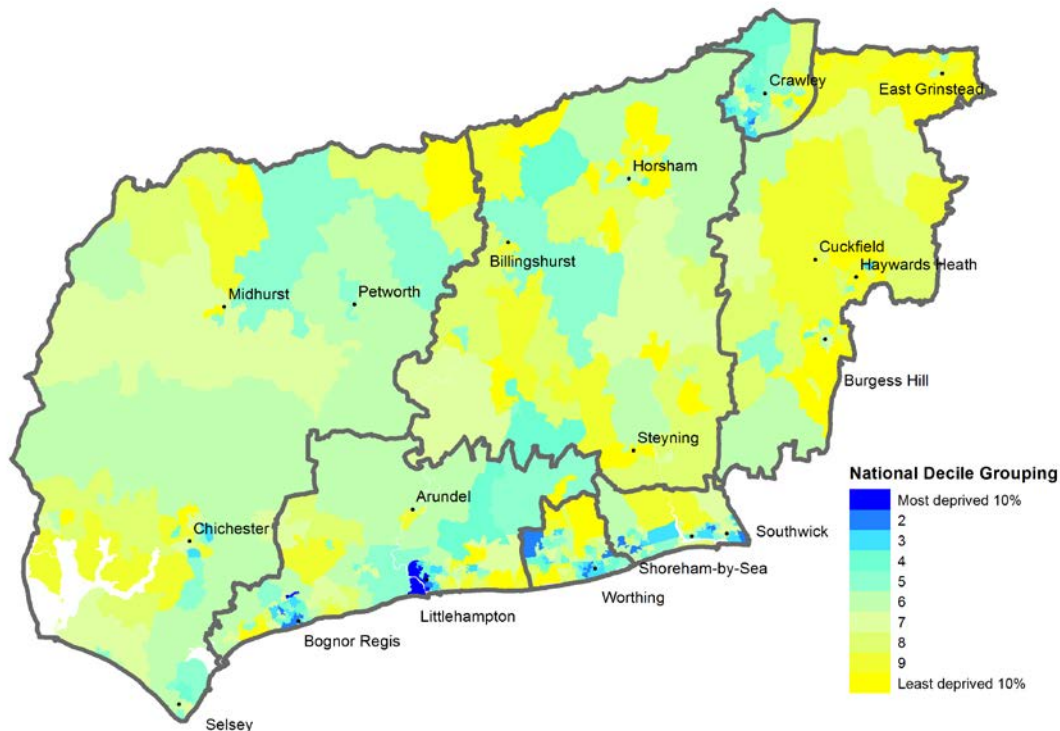 Crawley
East Grinstead
Horsham
Cuckfield
Haywards Heath
Billingshurst
Midhurst
Petworth
Burgess Hill
Steyning
Arundel
Chichester
Southwick
Shoreham-by-Sea
Worthing
Littlehampton
Bognor Regis
Selsey
National Decile Grouping
Most deprived 10%
2
3
4
5
6
7
8
9
Least deprived 10%